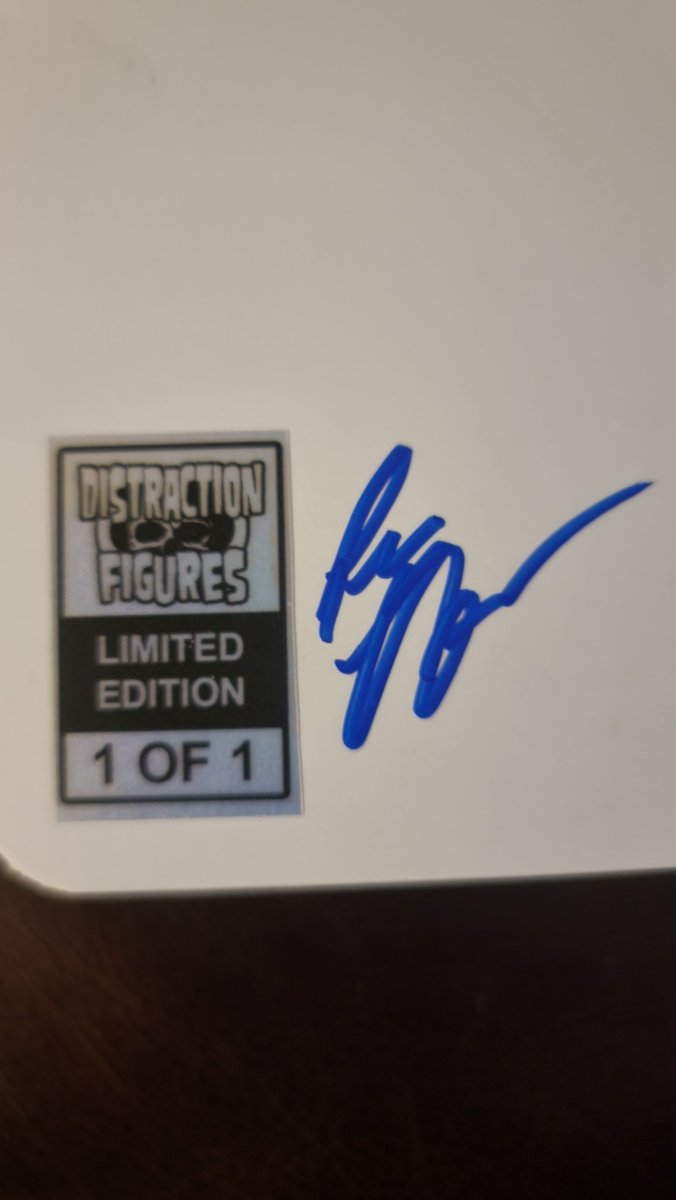 DISTRACTION
FIGURES
LIMITED
EDITION
1 OF 1